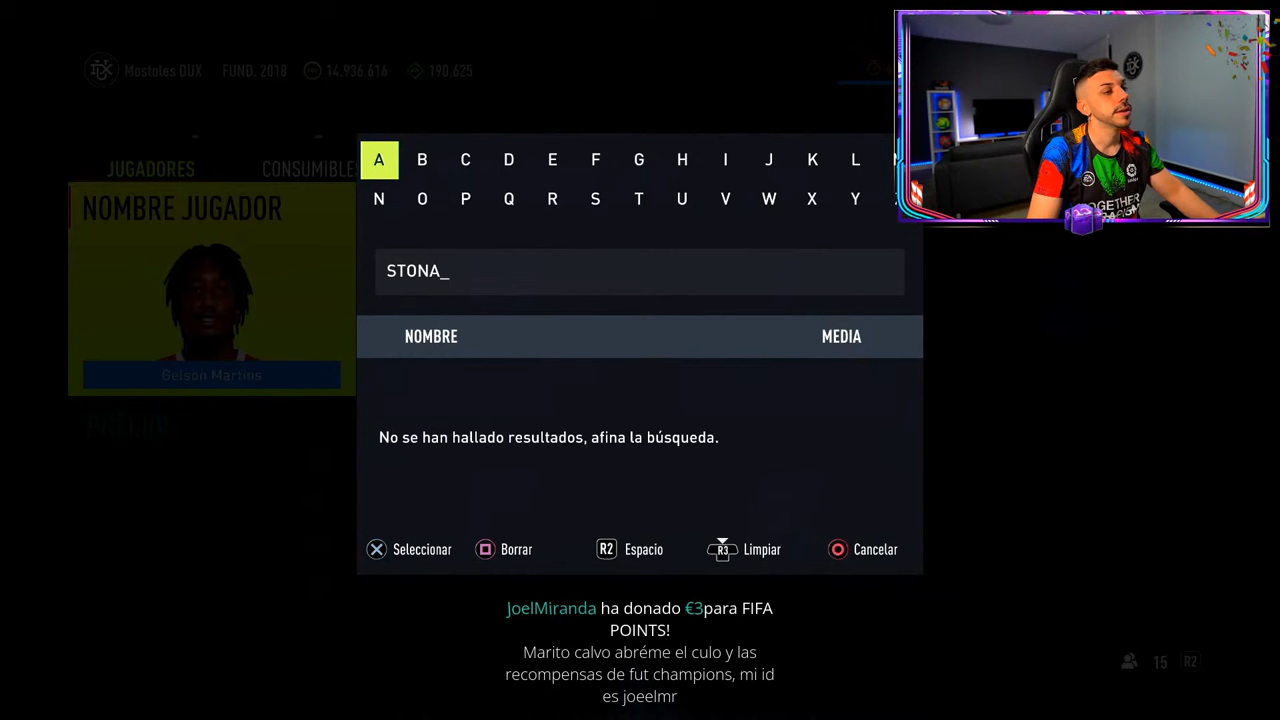 Mostoles DUX FUND. 2018 14,936,616 190.625
JUGADORES CONSUMIBLE
NOMBRE JUGADOR
Gelson Martins
A B C D E F G H I J K L
N O P Q R S T U V W X Y
STONA_
NOMBRE MEDIA
No se han hallado resultados, afina la búsqueda.
Seleccionar Borrar R2 Espacio R3 Limpiar Cancelar
JoelMiranda ha donado €3para FIFA
POINTS!
Marito calvo abréme el culo y las
recompensas de fut champions, mi id
es joeelmr
15 R2
TOGETHER